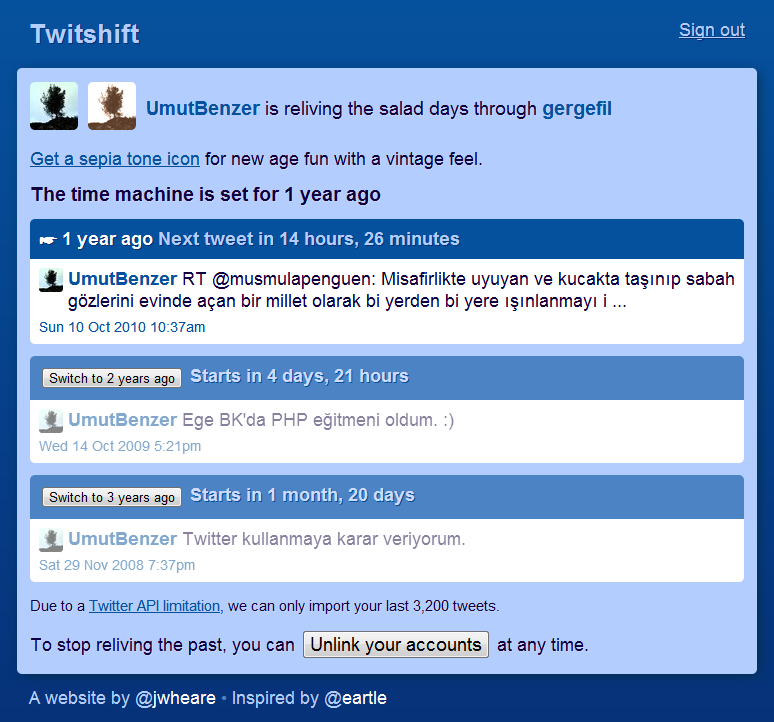 Twitshift
Sign out
UmutBenzer is reliving the salad days through gergefil
Get a sepia tone icon for new age fun with a vintage feel.
The time machine is set for 1 year ago
☛ 1 year ago Next tweet in 14 hours, 26 minutes
UmutBenzer RT @musmulapenguen: Misafirlikte uyuyan ve kucakta taşınıp sabah
gözlerini evinde açan bir millet olarak bi yerden bi yere ışınlanmayı i ...
Sun 10 Oct 2010 10:37am
Switch to 2 years ago Starts in 4 days, 21 hours
UmutBenzer Ege BK'da PHP eğitmeni oldum. :)
Wed 14 Oct 2009 5:21pm
Switch to 3 years ago Starts in 1 month, 20 days
UmutBenzer Twitter kullanmaya karar veriyorum.
Sat 29 Nov 2008 7:37pm
Due to a Twitter API limitation, we can only import your last 3,200 tweets.
To stop reliving the past, you can Unlink your accounts at any time.
A website by @jwheare • Inspired by @eartle